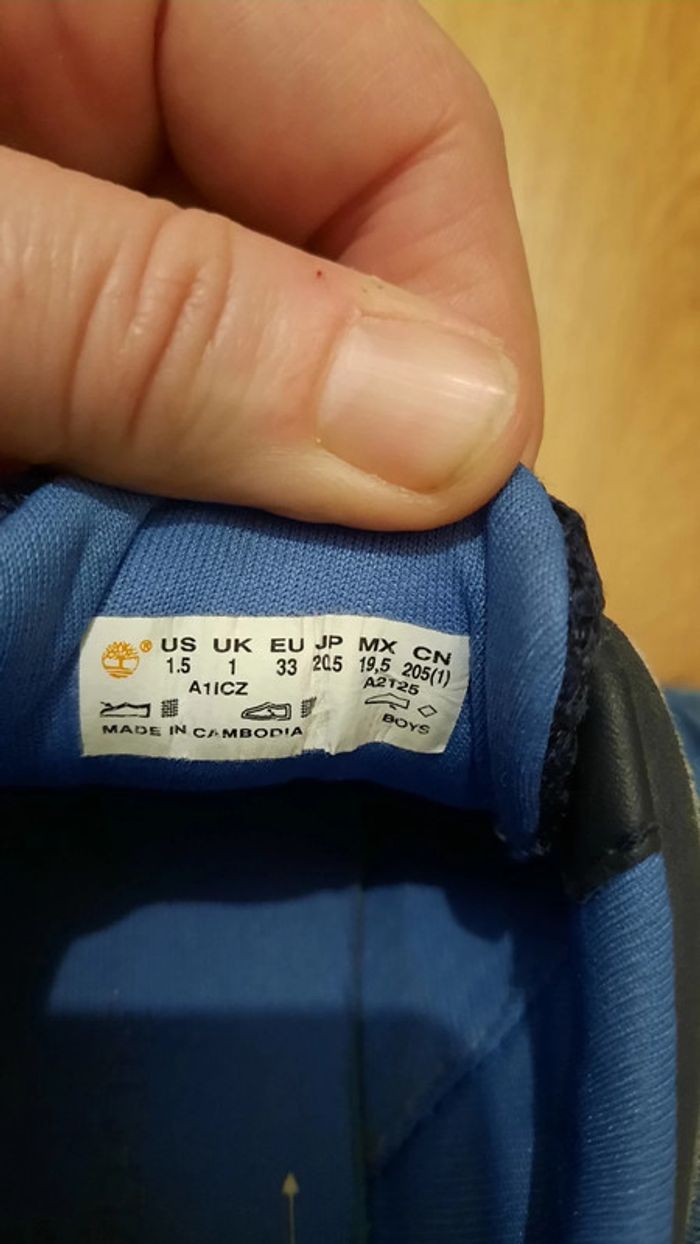 ® US UK EU JP MX CN
1.5 1 33 20.5 19,5 205(1)
A1ICZ A2T25
BOYS
MADE IN CAMBODIA